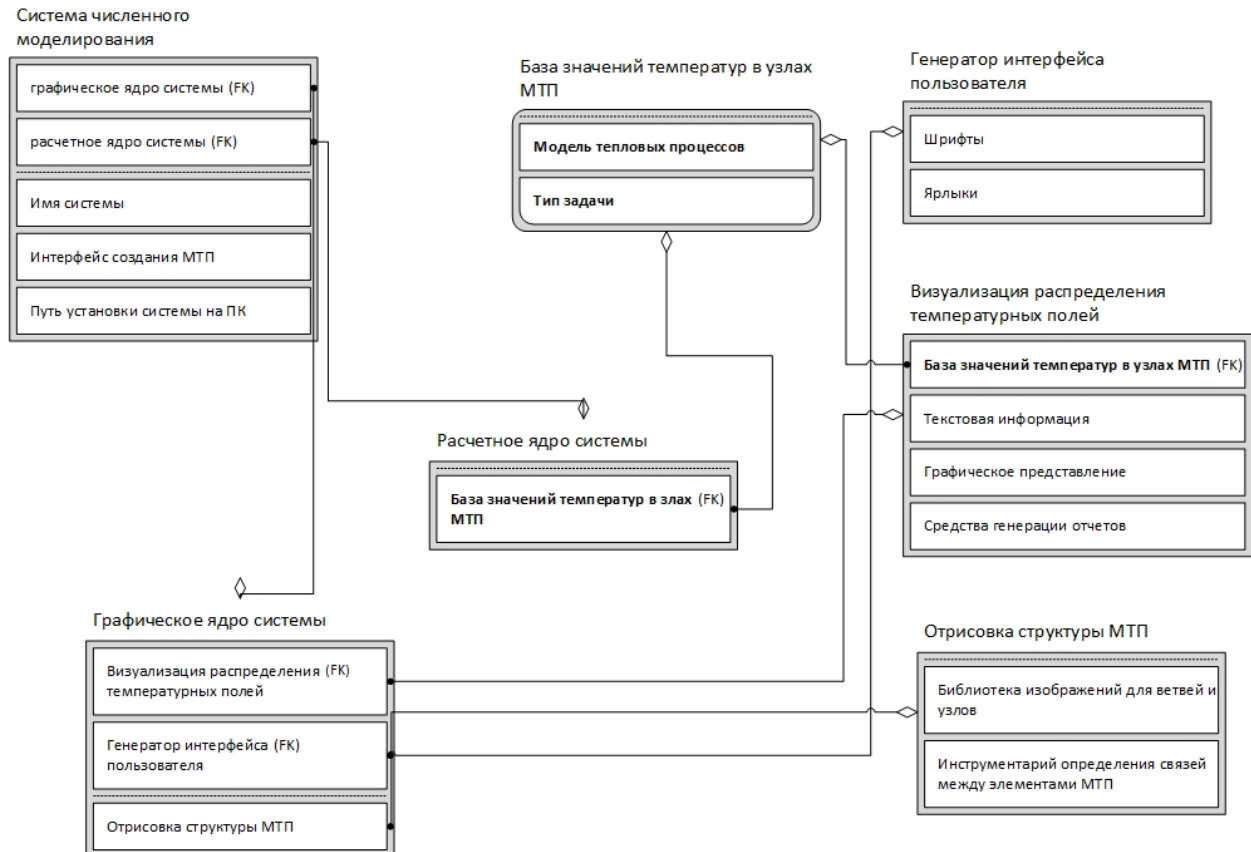 Система численного
моделирования
графическое ядро системы (FK)
расчетное ядро системы (FK)
Имя системы
Интерфейс создания МТП
Путь установки системы на ПК
База значений температур в узлах
МТП
Модель тепловых процессов
Тип задачи
Генератор интерфейса
пользователя
Шрифты
Ярлыки
Визуализация распределения
температурных полей
База значений температур в узлах МТП (FK)
Текстовая информация
Графическое представление
Средства генерации отчетов
Расчетное ядро системы
База значений температур в злах (FK)
МТП
Графическое ядро системы
Визуализация распределения (FK)
температурных полей
Генератор интерфейса (FK)
пользователя
Отрисовка структуры МТП
Отрисовка структуры МТП
Библиотека изображений для ветвей и
узлов
Инструментарий определения связей
между элементами МТП